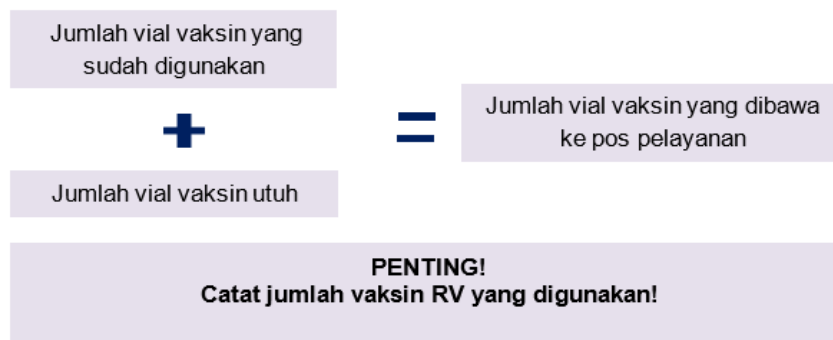 Jumlah vial vaksin yang
sudah digunakan
+
Jumlah vial vaksin utuh
=
Jumlah vial vaksin yang dibawa
ke pos pelayanan
PENTING!
Catat jumlah vaksin RV yang digunakan!